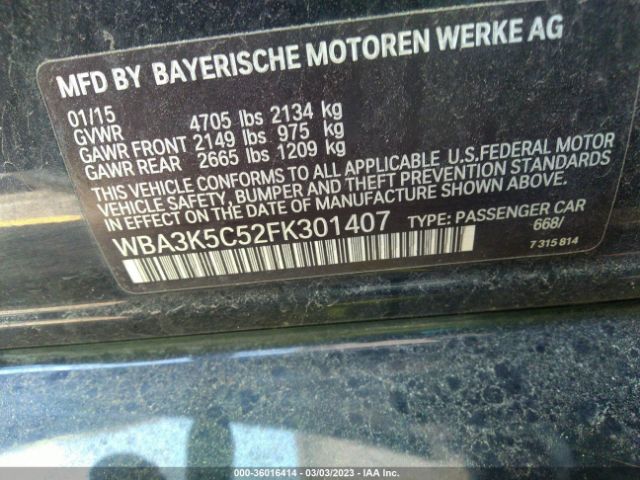 MFD BY BAYERISCHE MOTOREN WERKE AG
01/15
GVWR 4705 lbs 2134 kg
GAWR FRONT 2149 lbs 975 kg
GAWR REAR 2665 lbs 1209 kg
THIS VEHICLE CONFORMS TO ALL APPLICABLE U.S.FEDERAL MOTOR
VEHICLE SAFETY, BUMPER AND THEFT PREVENTION STANDARDS
IN EFFECT ON THE DATE OF MANUFACTURE SHOWN ABOVE.
WBA3K5C52FK301407 TYPE: PASSENGER CAR
668/
7 315 814
000-36016414 — 03/03/2023 — IAA Inc.